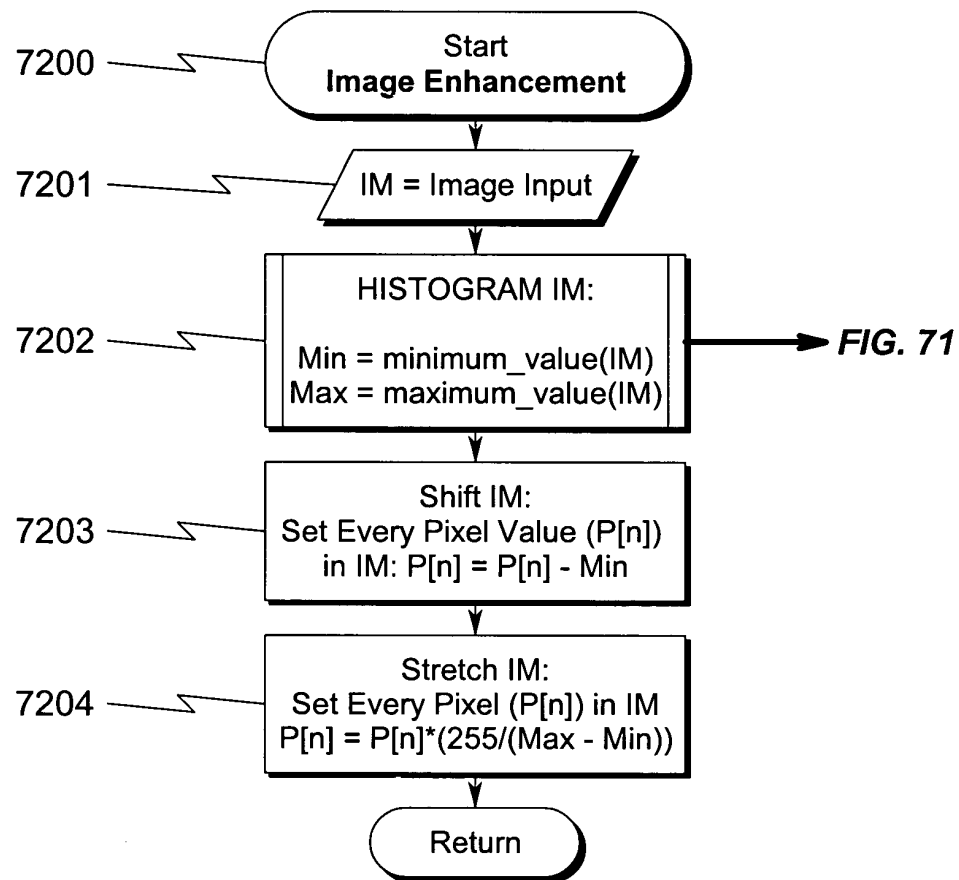 7200
Start
Image Enhancement
7201
IM = Image Input
7202
HISTOGRAM IM:
Min = minimum_value(IM)
Max = maximum_value(IM)
FIG. 71
7203
Shift IM:
Set Every Pixel Value (P[n])
in IM: P[n] = P[n] - Min
7204
Stretch IM:
Set Every Pixel (P[n]) in IM
P[n] = P[n]*(255/(Max - Min))
Return